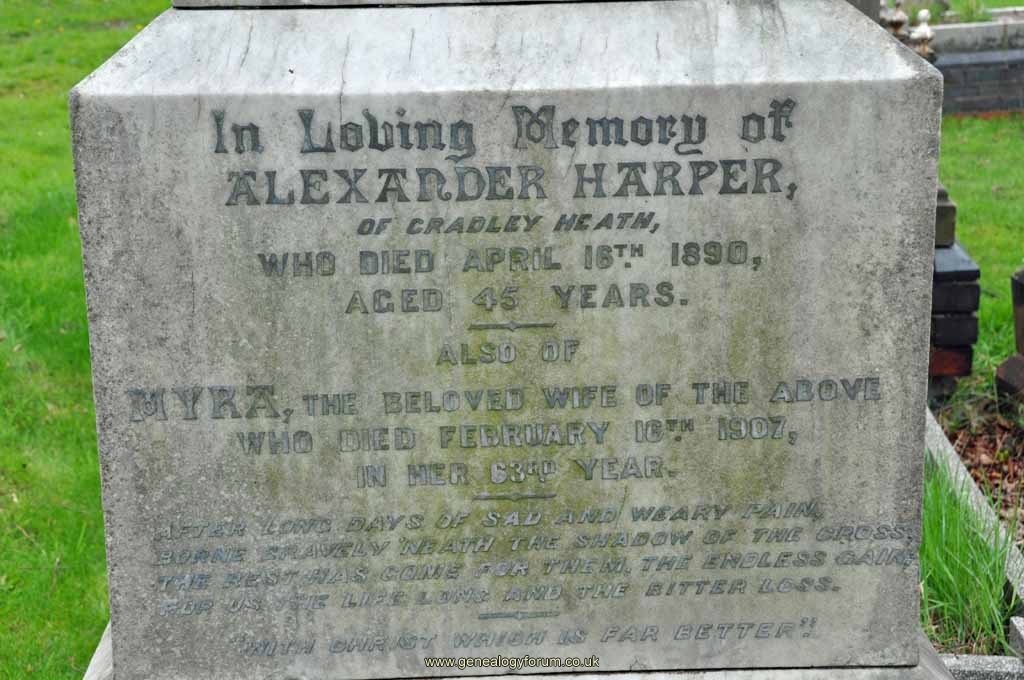 In Loving Memory of
ALEXANDER HARPER,
OF CRADLEY HEATH,
WHO DIED APRIL 16TH 1890,
AGED 45 YEARS.
ALSO OF
MYRA, THE BELOVED WIFE OF THE ABOVE
WHO DIED FEBRUARY 16TH 1907,
IN HER 63RD YEAR.
AFTER LONG DAYS OF SAD AND WEARY PAIN,
BORNE BRAVELY 'NEATH THE SHADOW OF THE CROSS
THE REST HAS COME FOR THEM, THE ENDLESS GAIN,
FOR US THE LIFE LONG AND THE BITTER LOSS.
"WITH CHRIST WHICH IS FAR BETTER".
www.genealogyforum.co.uk